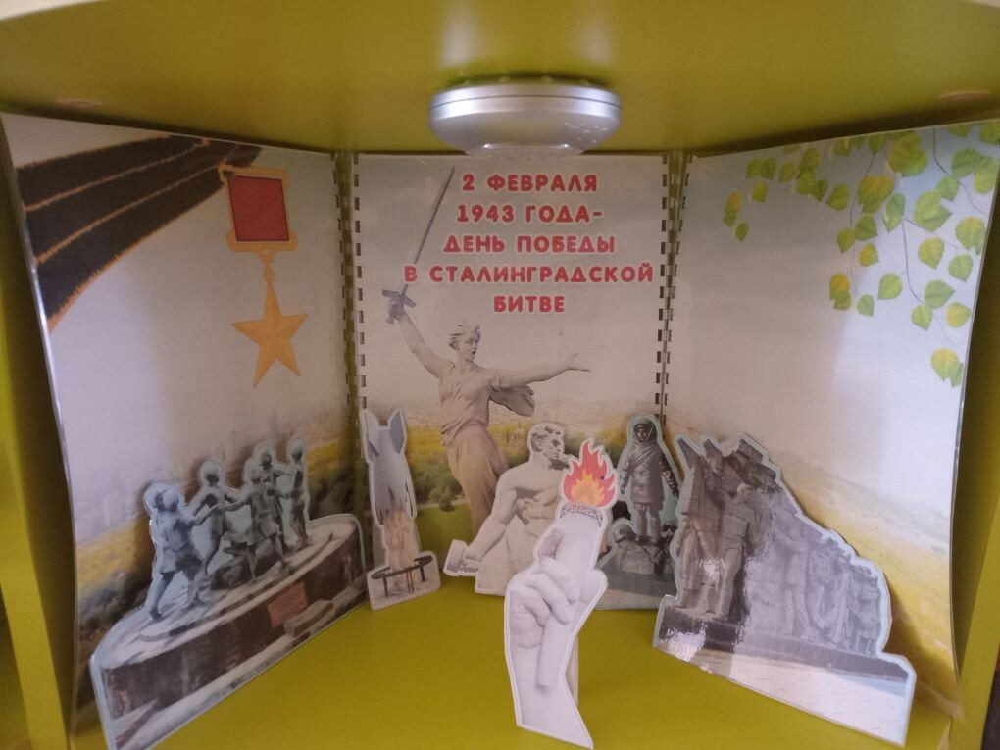 2 ФЕВРАЛЯ
1943 ГОДА-
ДЕНЬ ПОБЕДЫ
В СТАЛИНГРАДСКОЙ
БИТВЕ